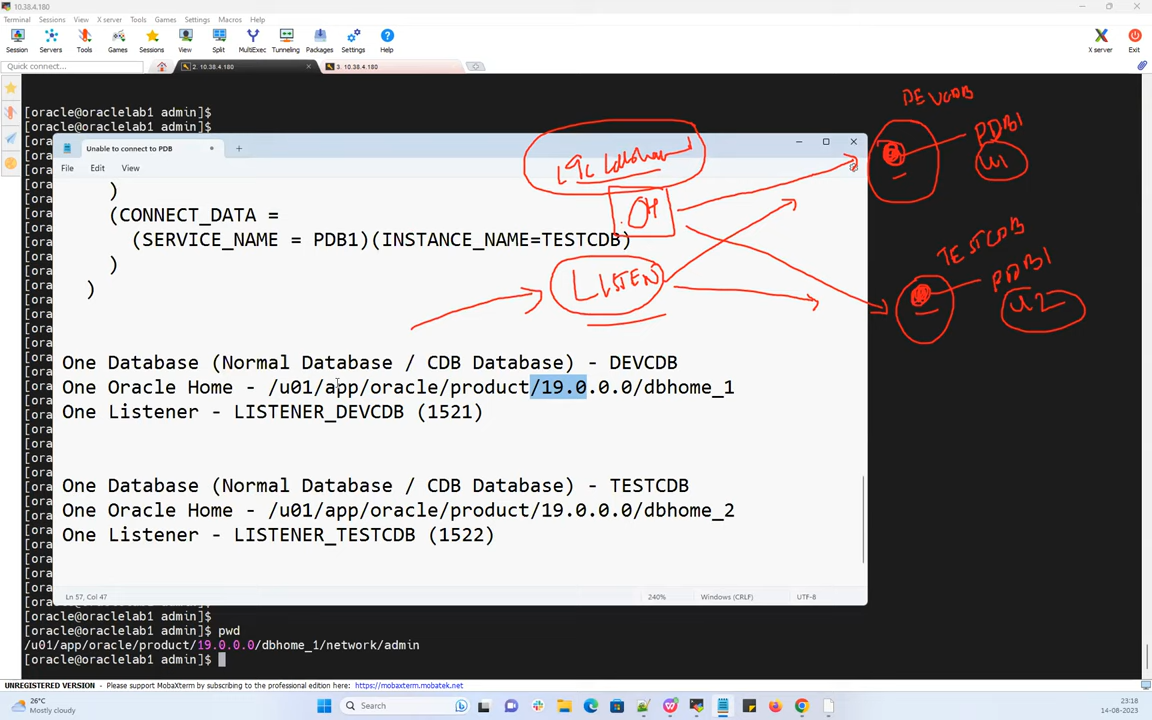 10.38.4.180
Terminal Sessions View X server Tools Games Settings Macros Help
Session Servers Tools Games Sessions View Split MultiExec Tunneling Packages Settings Help X server Exit
Quick connect... 2. 10.38.4.180 3. 10.38.4.180
[oracle@oraclelab1 admin]$
[oracle@oraclelab1 admin]$
Unable to connect to PDB
File Edit View
)
(CONNECT_DATA =
(SERVICE_NAME = PDB1)(INSTANCE_NAME=TESTCDB)
)
)
One Database (Normal Database / CDB Database) - DEVCDB
One Oracle Home - /u01/app/oracle/product/19.0.0.0/dbhome_1
One Listener - LISTENER_DEVCDB (1521)
One Database (Normal Database / CDB Database) - TESTCDB
One Oracle Home - /u01/app/oracle/product/19.0.0.0/dbhome_2
One Listener - LISTENER_TESTCDB (1522)
Ln 57, Col 47 240% Windows (CRLF) UTF-8
DEVCDB
PDB1
U1
19c
OH
LISTEN
TESTCDB
PDB1
U2
[oracle@oraclelab1 admin]$
[oracle@oraclelab1 admin]$ pwd
/u01/app/oracle/product/19.0.0.0/dbhome_1/network/admin
[oracle@oraclelab1 admin]$
UNREGISTERED VERSION - Please support MobaXterm by subscribing to the professional edition here: https://mobaxterm.mobatek.net
26°C
Mostly cloudy
Search
23:18
14-08-2023